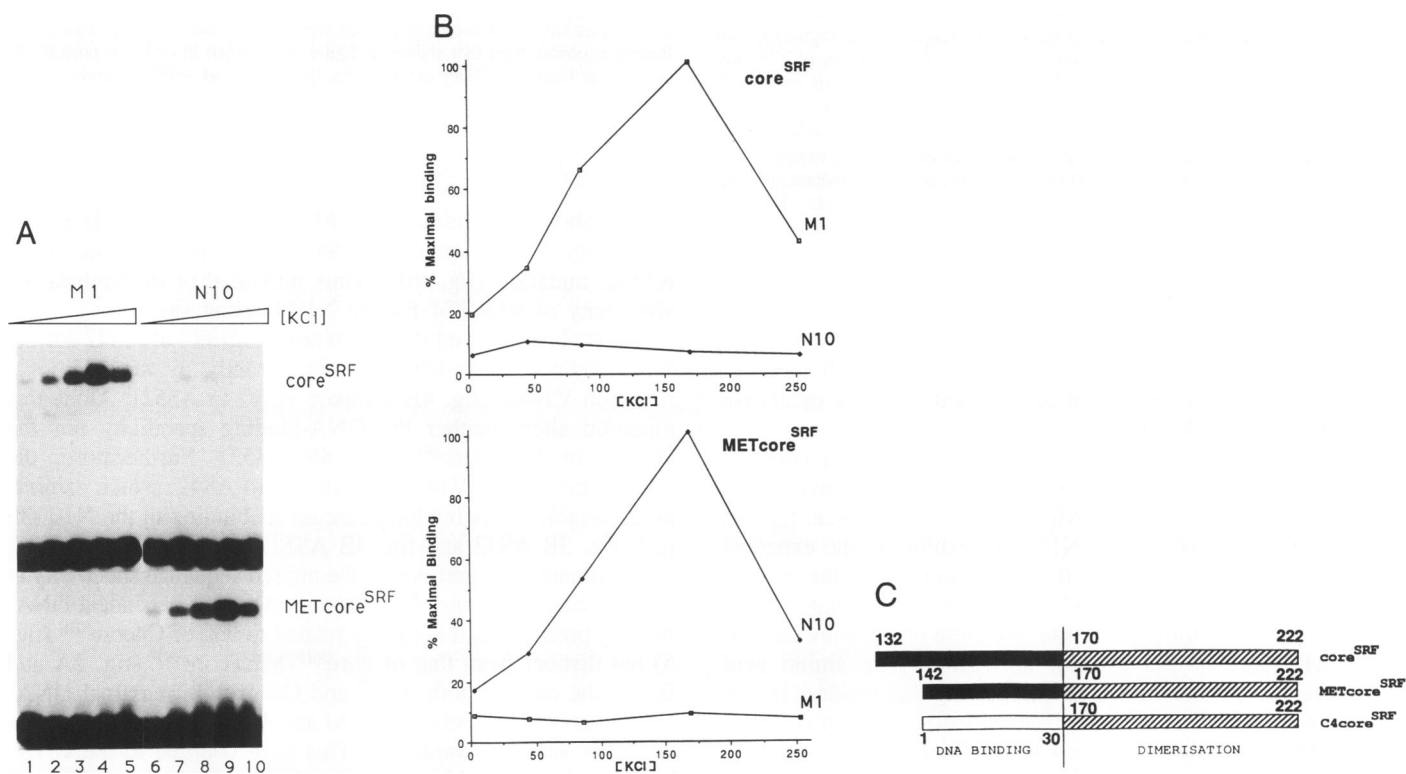 A
M1 N10
[KCl]
core^SRF
METcore^SRF
1 2 3 4 5 6 7 8 9 10
B
core^SRF
% Maximal binding
100
80
60
40
20
0
M1
N10
0 50 100 150 200 250
[KCl]
METcore^SRF
% Maximal Binding
100
80
60
40
20
0
N10
M1
0 50 100 150 200 250
[KCl]
C
132 170 222
core^SRF
142 170 222
METcore^SRF
170 222
C4core^SRF
1 30
DNA BINDING DIMERISATION